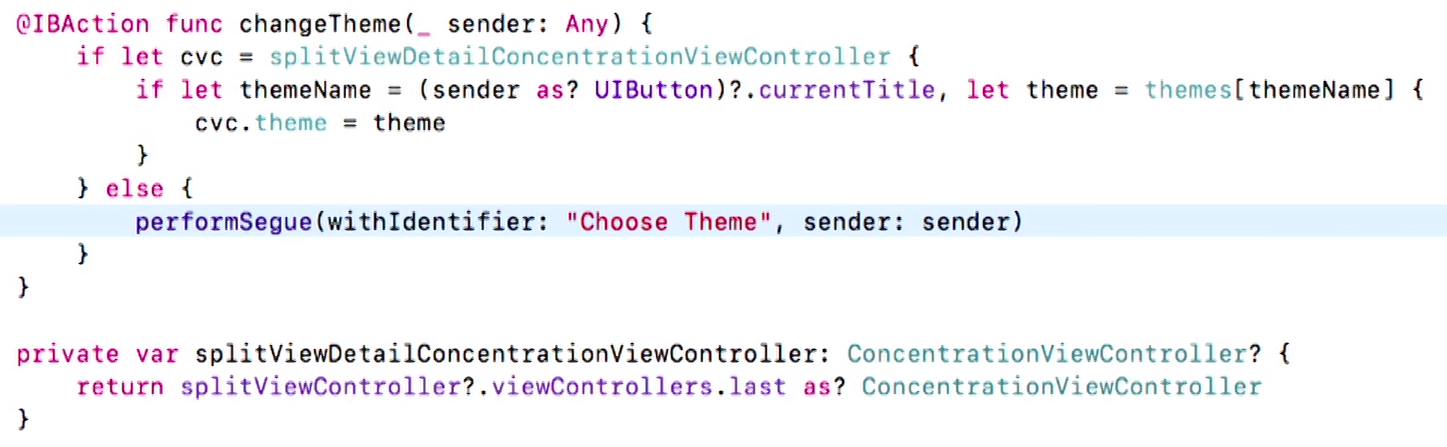 @IBAction func changeTheme(_ sender: Any) {
    if let cvc = splitViewDetailConcentrationViewController {
        if let themeName = (sender as? UIButton)?.currentTitle, let theme = themes[themeName] {
            cvc.theme = theme
        }
    } else {
        performSegue(withIdentifier: "Choose Theme", sender: sender)
    }
}

private var splitViewDetailConcentrationViewController: ConcentrationViewController? {
    return splitViewController?.viewControllers.last as? ConcentrationViewController
}